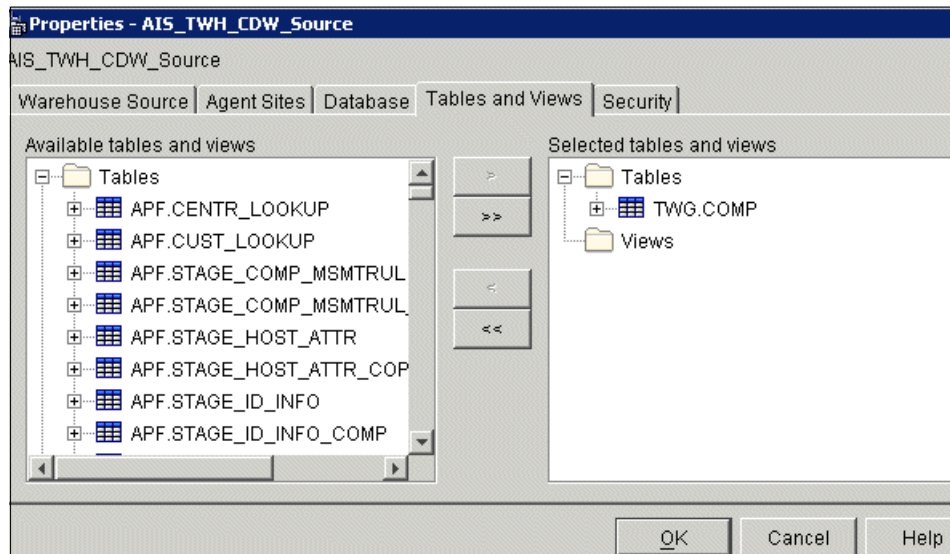 Properties - AIS_TWH_CDW_Source
AIS_TWH_CDW_Source
Warehouse Source Agent Sites Database Tables and Views Security
Available tables and views
Tables
APF.CENTR_LOOKUP
APF.CUST_LOOKUP
APF.STAGE_COMP_MSMTRUL
APF.STAGE_COMP_MSMTRUL_
APF.STAGE_HOST_ATTR
APF.STAGE_HOST_ATTR_COP
APF.STAGE_ID_INFO
APF.STAGE_ID_INFO_COMP
>
>>
<
<<
Selected tables and views
Tables
TWG.COMP
Views
OK Cancel Help